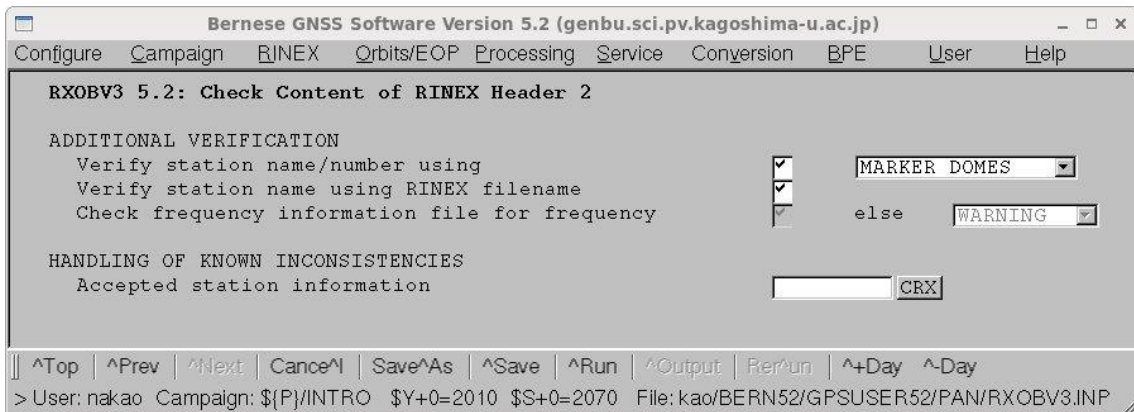 Bernese GNSS Software Version 5.2 (genbu.sci.pv.kagoshima-u.ac.jp)
Configure Campaign RINEX Orbits/EOP Processing Service Conversion BPE User Help
RXOBV3 5.2: Check Content of RINEX Header 2
ADDITIONAL VERIFICATION
Verify station name/number using MARKER DOMES
Verify station name using RINEX filename
Check frequency information file for frequency else WARNING
HANDLING OF KNOWN INCONSISTENCIES
Accepted station information CRX
^Top | ^Prev | ^Next | Cance^l | Save^As | ^Save | ^Run | ^Output | Rer^un | ^+Day ^-Day
> User: nakao Campaign: ${P}/INTRO $Y+0=2010 $S+0=2070 File: kao/BERN52/GPSUSER52/PAN/RXOBV3.INP